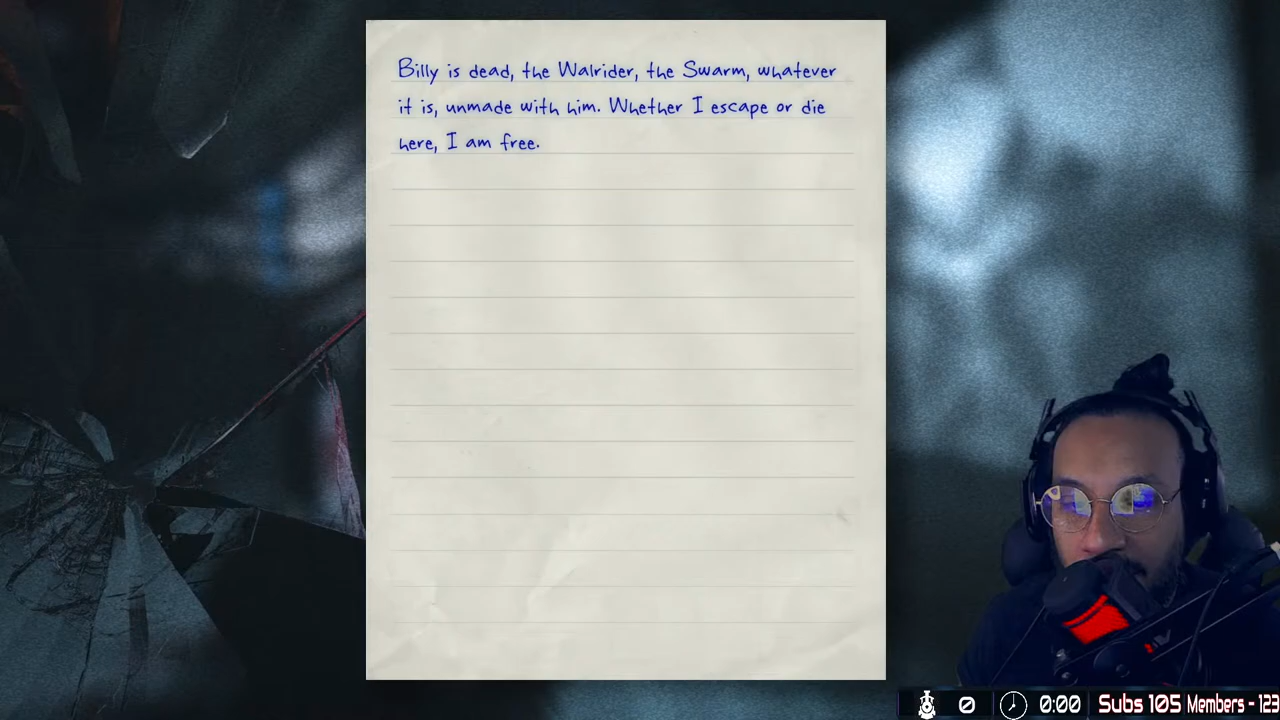 Billy is dead, the Walrider, the Swarm, whatever
it is, unmade with him. Whether I escape or die
here, I am free.
0 0:00 Subs 105 Members - 123